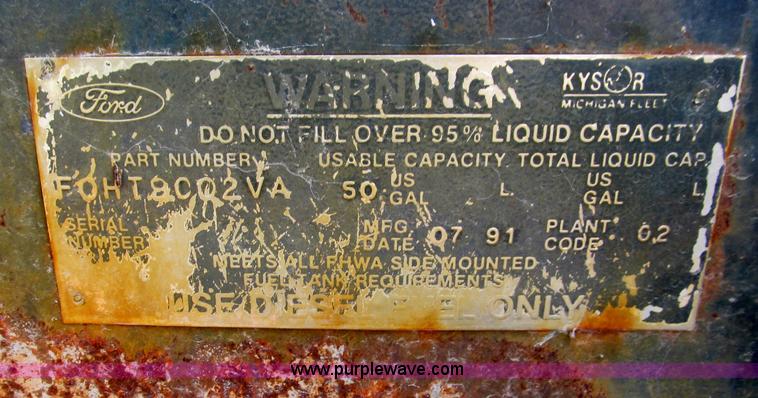 Ford
WARNING
KYSOR
MICHIGAN FLEET
DO NOT FILL OVER 95% LIQUID CAPACITY
PART NUMBER USABLE CAPACITY TOTAL LIQUID CAP.
FOHT9002VA 50 US GAL L. US GAL L
SERIAL NUMBER MFG. DATE 07 91 PLANT CODE 02
MEETS ALL FHWA SIDE MOUNTED
FUEL TANK REQUIREMENTS
USE DIESEL FUEL ONLY
www.purplewave.com